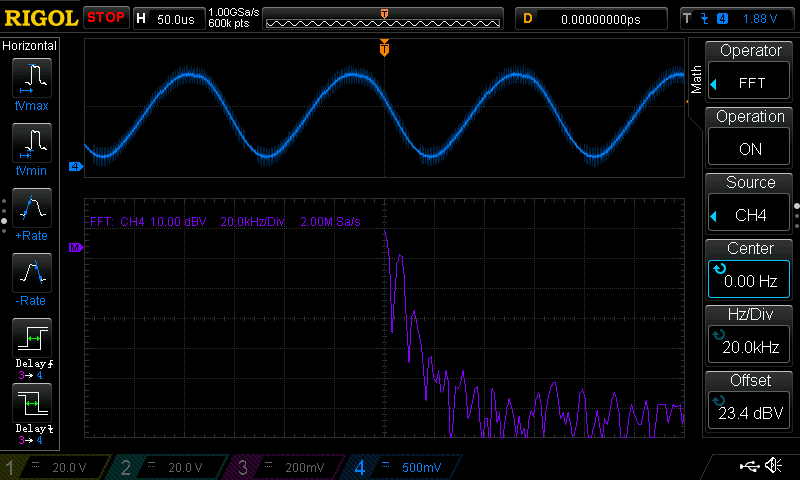 RIGOL STOP H 50.0us 1.00GSa/s 600k pts T D 0.00000000ps T 4 1.88 V
Horizontal
tVmax
tVmin
+Rate
-Rate
Delay
3→ 4
Delay
3→ 4
T
4
FFT: CH4 10.00 dBV 20.0kHz/Div 2.00M Sa/s
M
Math
Operator
FFT
Operation
ON
Source
CH4
Center
0.00 Hz
Hz/Div
20.0kHz
Offset
23.4 dBV
1 20.0 V 2 20.0 V 3 200mV 4 500mV